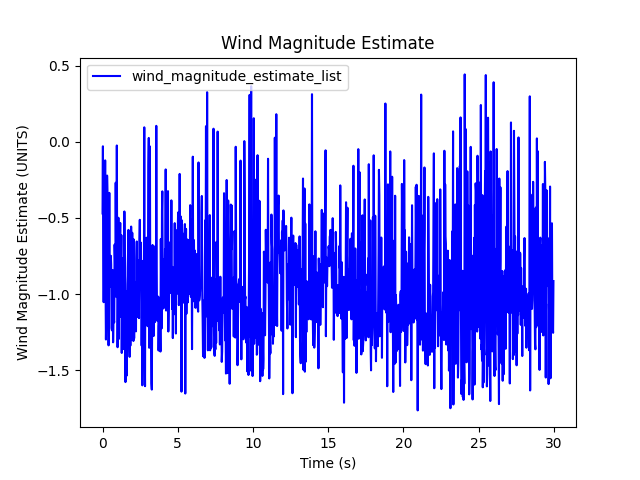 Wind Magnitude Estimate
wind_magnitude_estimate_list
Wind Magnitude Estimate (UNITS)
0.5
0.0
−0.5
−1.0
−1.5
0 5 10 15 20 25 30
Time (s)